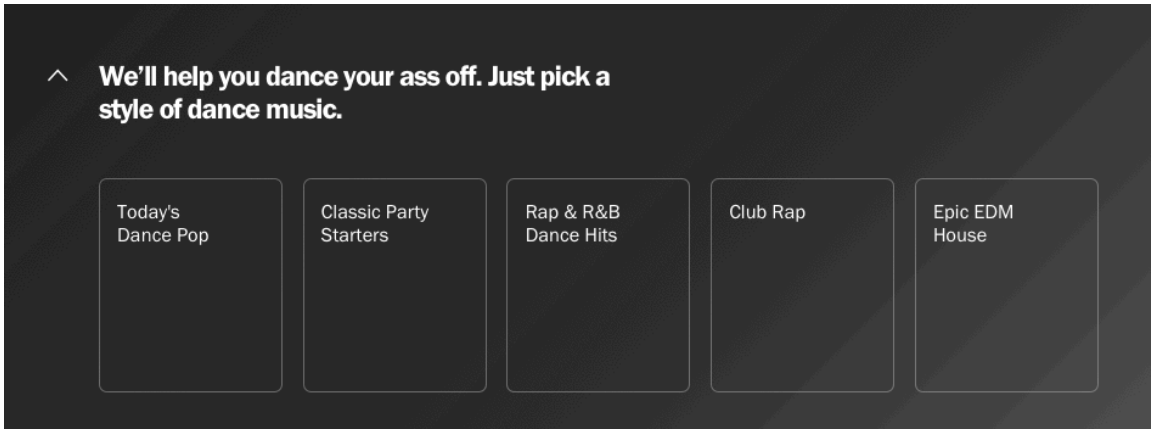 We’ll help you dance your ass off. Just pick a
style of dance music.
Today's
Dance Pop
Classic Party
Starters
Rap & R&B
Dance Hits
Club Rap
Epic EDM
House